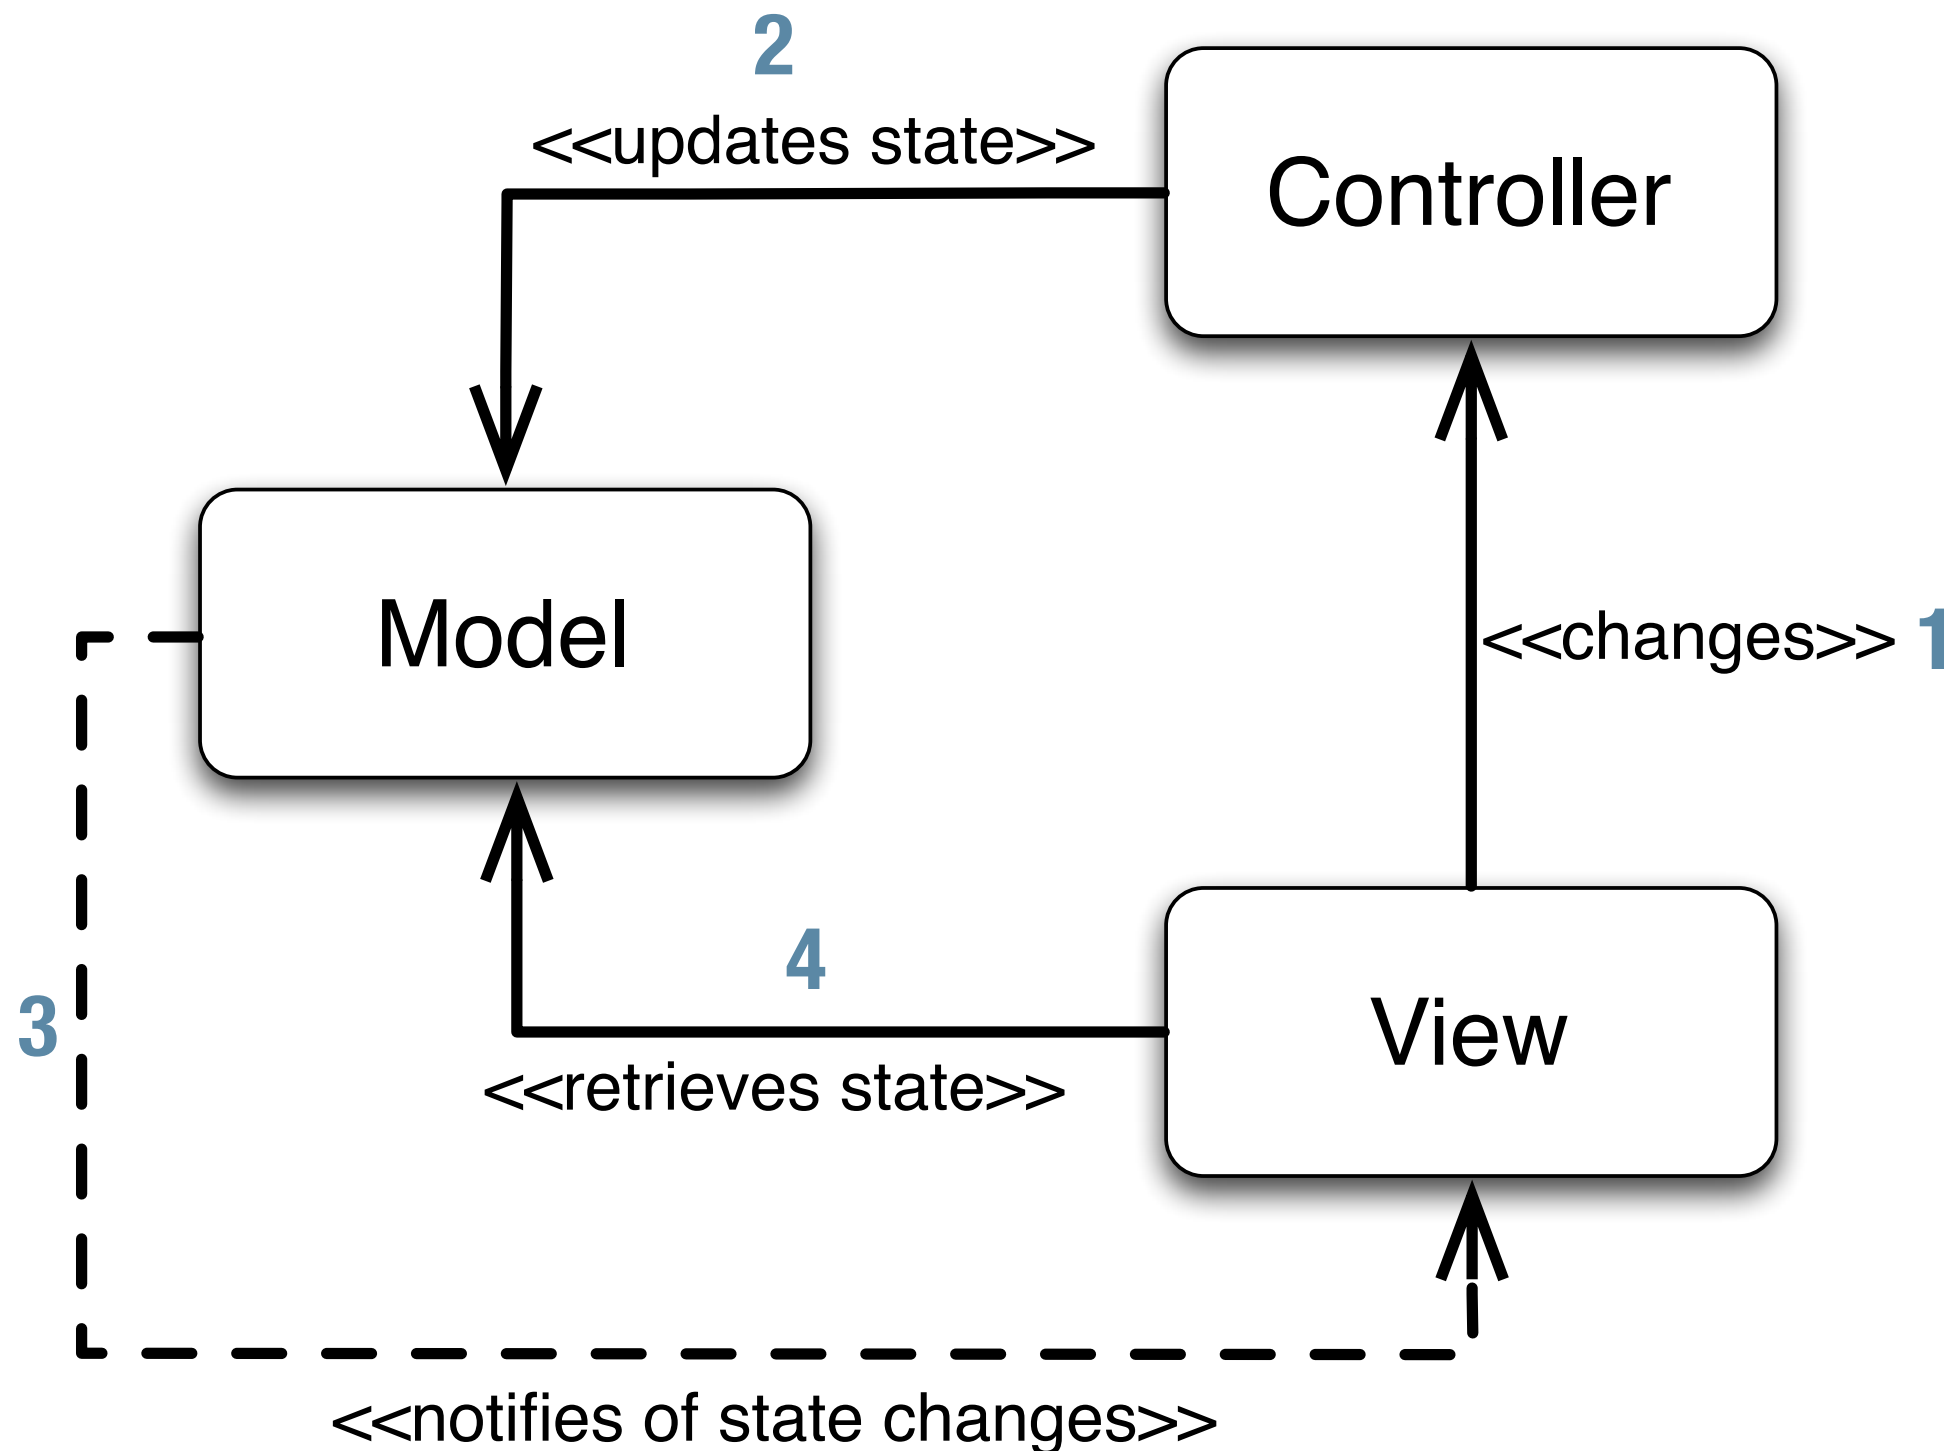 2
<<updates state>>
Controller
Model
<<changes>> 1
4
3
View
<<retrieves state>>
<<notifies of state changes>>